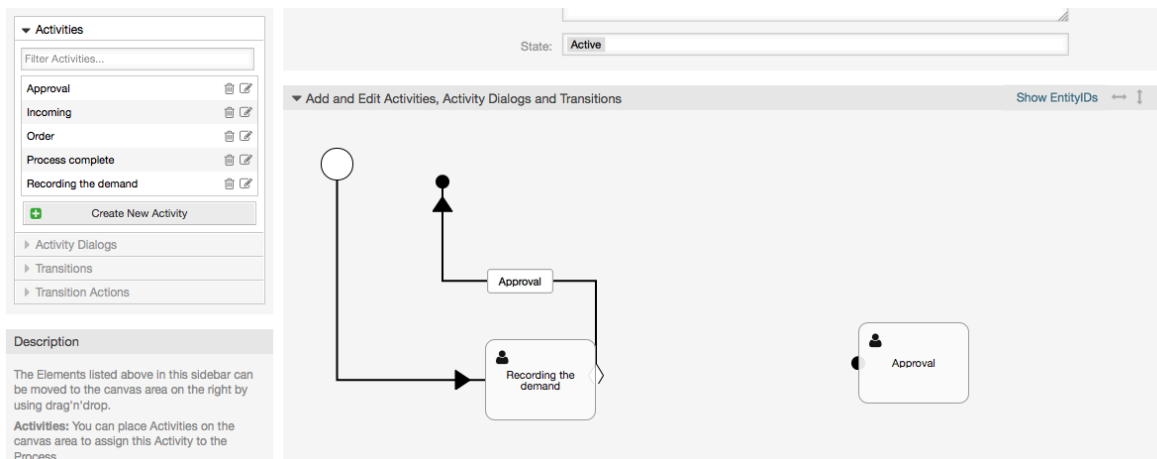 Activities
Filter Activities...
Approval
Incoming
Order
Process complete
Recording the demand
Create New Activity
Activity Dialogs
Transitions
Transition Actions
Description
The Elements listed above in this sidebar can
be moved to the canvas area on the right by
using drag'n'drop.
Activities: You can place Activities on the
canvas area to assign this Activity to the
Process.
State: Active
Add and Edit Activities, Activity Dialogs and Transitions
Show EntityIDs
Approval
Recording the
demand
Approval